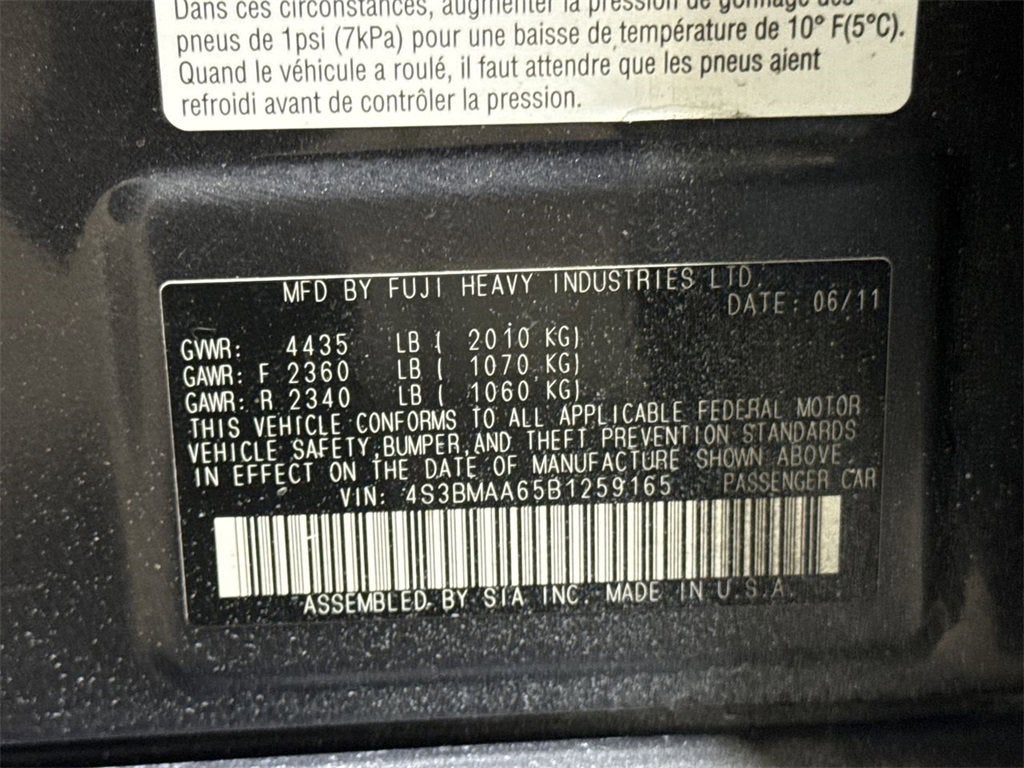 Dans ces circonstances, augmenter la pression de gonflage des
pneus de 1psi (7kPa) pour une baisse de température de 10° F(5°C).
Quand le véhicule a roulé, il faut attendre que les pneus aient
refroidi avant de contrôler la pression.
MFD BY FUJI HEAVY INDUSTRIES LTD.
DATE: 06/11
GVWR: 4435 LB ( 2010 KG)
GAWR: F 2360 LB ( 1070 KG)
GAWR: R 2340 LB ( 1060 KG)
THIS VEHICLE CONFORMS TO ALL APPLICABLE FEDERAL MOTOR
VEHICLE SAFETY,BUMPER,AND THEFT PREVENTION STANDARDS
IN EFFECT ON THE DATE OF MANUFACTURE SHOWN ABOVE.
VIN: 4S3BMAA65B1259165 PASSENGER CAR
ASSEMBLED BY SIA INC. MADE IN U.S.A.